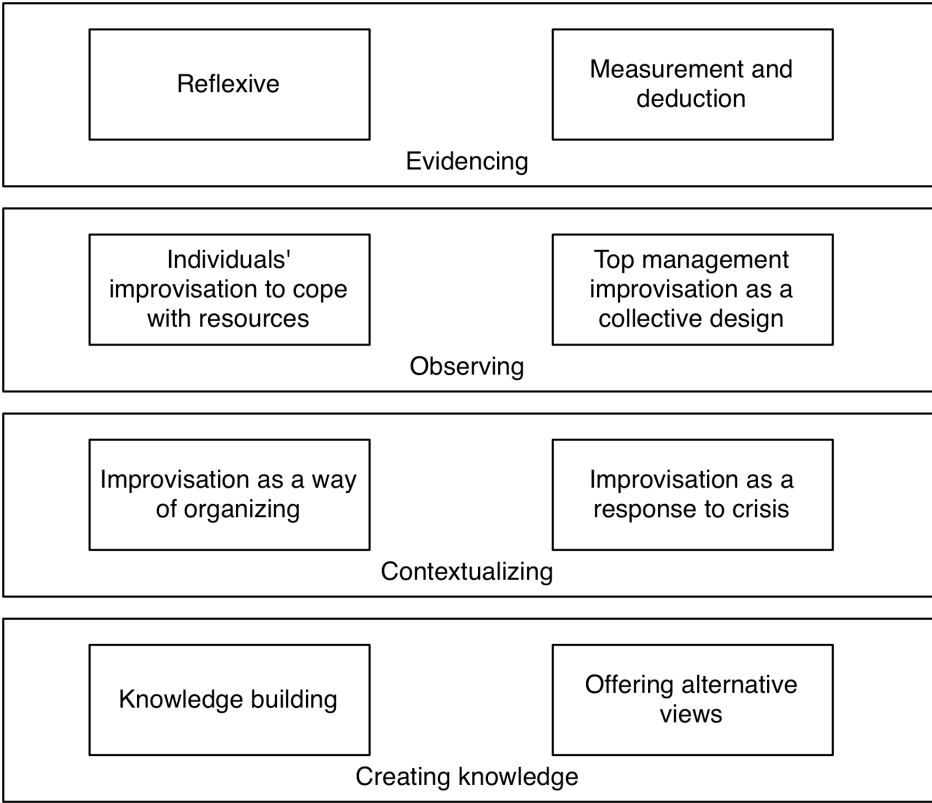 Reflexive
Measurement and
deduction
Evidencing
Individuals'
improvisation to cope
with resources
Top management
improvisation as a
collective design
Observing
Improvisation as a way
of organizing
Improvisation as a
response to crisis
Contextualizing
Knowledge building
Offering alternative
views
Creating knowledge